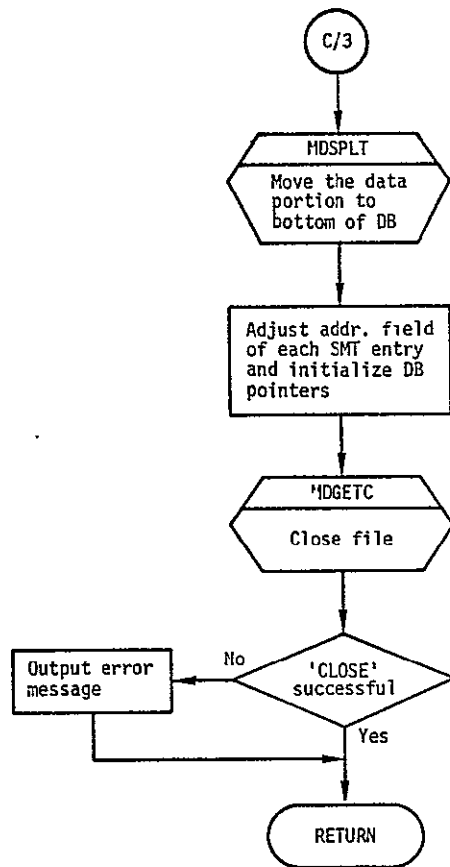 C/3
MDSPLT
Move the data
portion to
bottom of DB
Adjust addr. field
of each SMT entry
and initialize DB
pointers
MDGETC
Close file
'CLOSE'
successful
No
Output error
message
Yes
RETURN